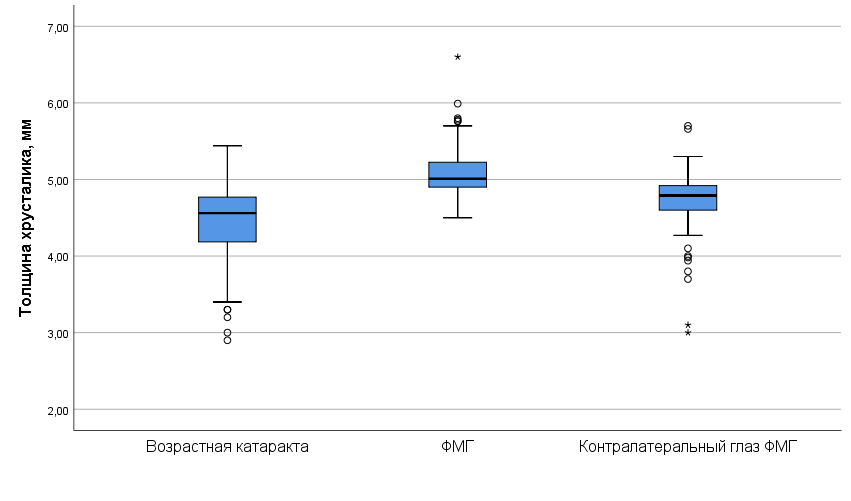 Толщина хрусталика, мм
7,00
6,00
5,00
4,00
3,00
2,00
Возрастная катаракта
ФМГ
Контралатеральный глаз ФМГ